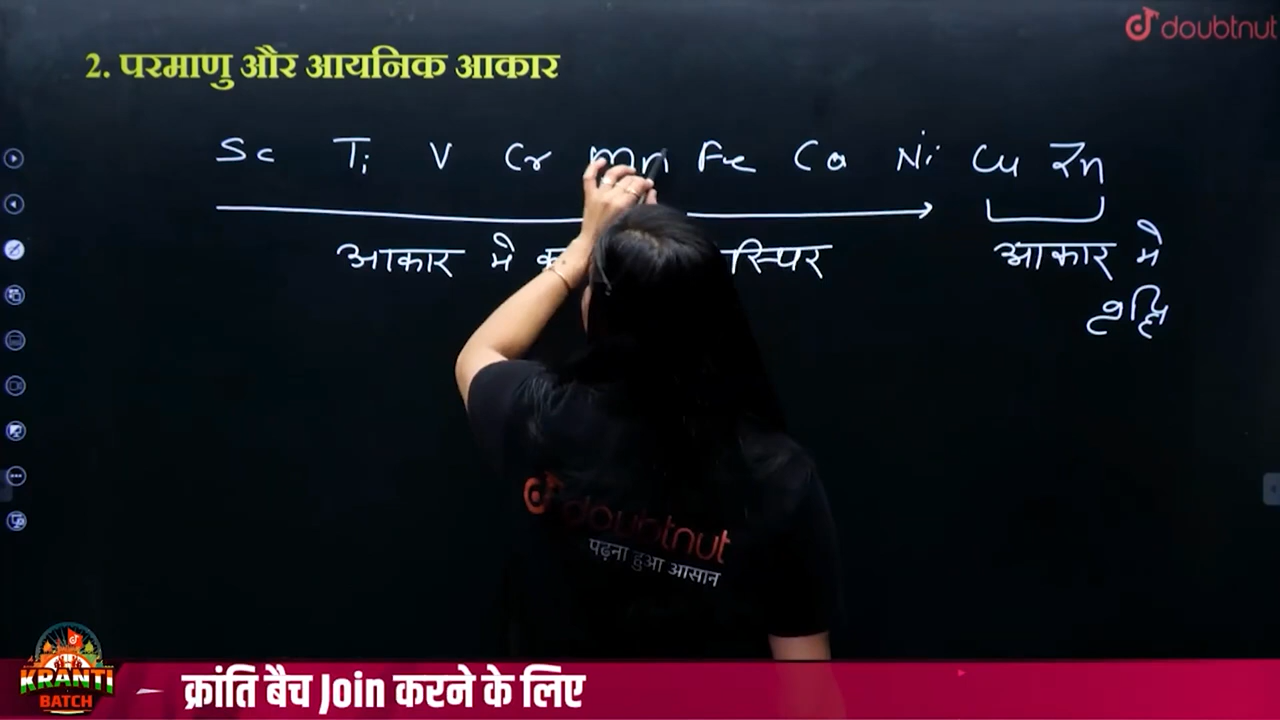 doubtnut
2. परमाणु और आयनिक आकार
Sc Ti V Cr Mn Fe Co Ni Cu Zn
आकार मे स्थिर
आकार मे
वृद्धि
doubtnut
पढ़ना हुआ आसान
KRANTI
BATCH
क्रांति बैच Join करने के लिए